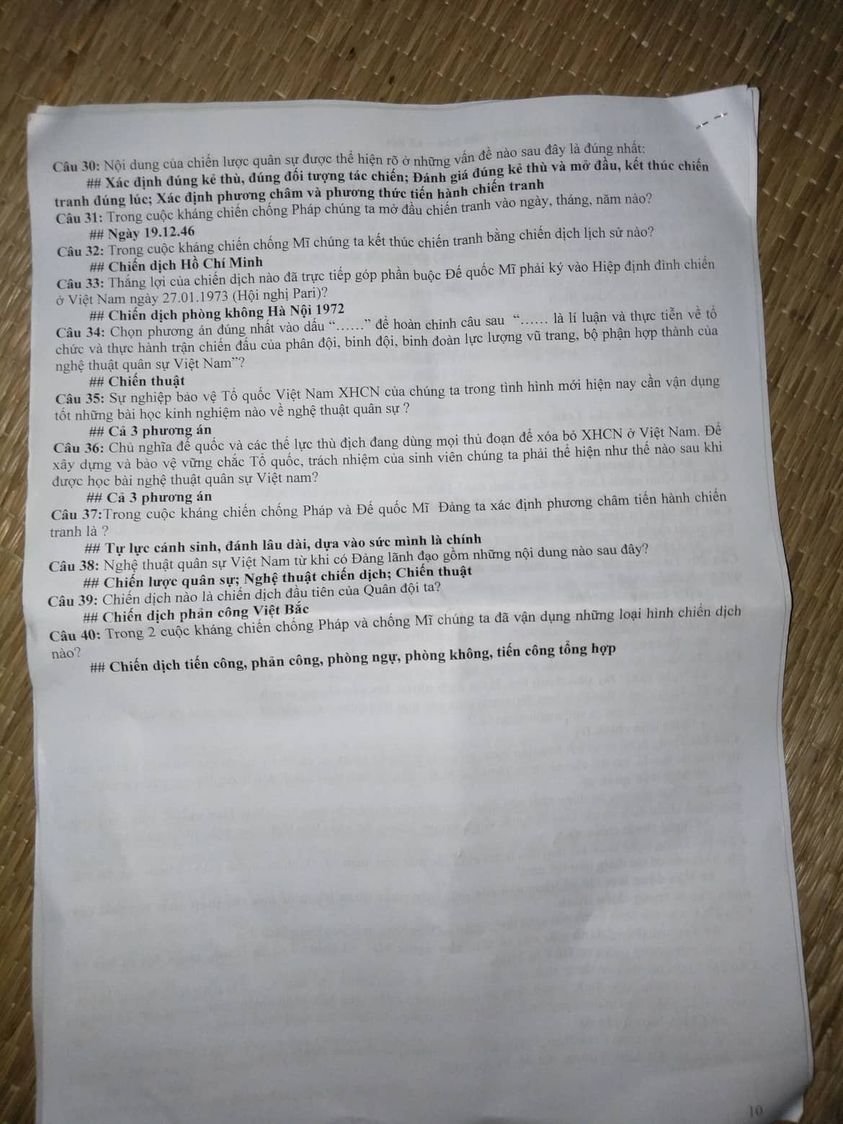 Câu 30: Nội dung của chiến lược quân sự được thể hiện rõ ở những vấn đề nào sau đây là đúng nhất:
## Xác định đúng kẻ thù, đúng đối tượng tác chiến; Đánh giá đúng kẻ thù và mở đầu, kết thúc chiến
tranh đúng lúc; Xác định phương châm và phương thức tiến hành chiến tranh
Câu 31: Trong cuộc kháng chiến chống Pháp chúng ta mở đầu chiến tranh vào ngày, tháng, năm nào?
## Ngày 19.12.46
Câu 32: Trong cuộc kháng chiến chống Mĩ chúng ta kết thúc chiến tranh bằng chiến dịch lịch sử nào?
## Chiến dịch Hồ Chí Minh
Câu 33: Thắng lợi của chiến dịch nào đã trực tiếp góp phần buộc Đế quốc Mĩ phải ký vào Hiệp định đình chiến
ở Việt Nam ngày 27.01.1973 (Hội nghị Pari)?
## Chiến dịch phòng không Hà Nội 1972
Câu 34: Chọn phương án đúng nhất vào dấu “……” để hoàn chỉnh câu sau “…… là lí luận và thực tiễn về tổ
chức và thực hành trận chiến đấu của phân đội, binh đội, binh đoàn lực lượng vũ trang, bộ phận hợp thành của
nghệ thuật quân sự Việt Nam”?
## Chiến thuật
Câu 35: Sự nghiệp bảo vệ Tổ quốc Việt Nam XHCN của chúng ta trong tình hình mới hiện nay cần vận dụng
tốt những bài học kinh nghiệm nào về nghệ thuật quân sự ?
## Cả 3 phương án
Câu 36: Chủ nghĩa đế quốc và các thế lực thù địch đang dùng mọi thủ đoạn để xóa bỏ XHCN ở Việt Nam. Để
xây dựng và bảo vệ vững chắc Tổ quốc, trách nhiệm của sinh viên chúng ta phải thể hiện như thế nào sau khi
được học bài nghệ thuật quân sự Việt nam?
## Cả 3 phương án
Câu 37:Trong cuộc kháng chiến chống Pháp và Đế quốc Mĩ Đảng ta xác định phương châm tiến hành chiến
tranh là ?
## Tự lực cánh sinh, đánh lâu dài, dựa vào sức mình là chính
Câu 38: Nghệ thuật quân sự Việt Nam từ khi có Đảng lãnh đạo gồm những nội dung nào sau đây?
## Chiến lược quân sự; Nghệ thuật chiến dịch; Chiến thuật
Câu 39: Chiến dịch nào là chiến dịch đầu tiên của Quân đội ta?
## Chiến dịch phản công Việt Bắc
Câu 40: Trong 2 cuộc kháng chiến chống Pháp và chống Mĩ chúng ta đã vận dụng những loại hình chiến dịch
nào?
## Chiến dịch tiến công, phản công, phòng ngự, phòng không, tiến công tổng hợp
10